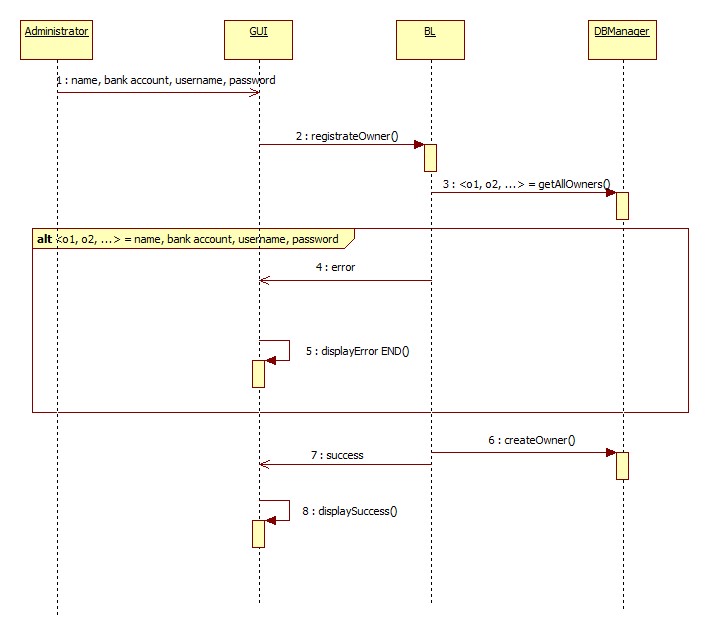 Administrator
GUI
BL
DBManager
1 : name, bank account, username, password
2 : registrateOwner()
3 : <o1, o2, ...> = getAllOwners()
alt <o1, o2, ...> = name, bank account, username, password
4 : error
5 : displayError END()
6 : createOwner()
7 : success
8 : displaySuccess()